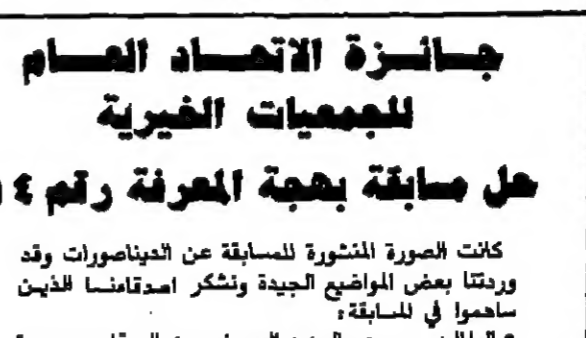 جائزة الاتحاد العام
للجمعيات الخيرية
حل مسابقة بهجة المعرفة رقم ٤
كانت الصورة المنشورة للمسابقة عن الديناصورات وقد
وردتنا بعض المواضيع الجيدة ونشكر اصدقاءنا الذين
ساهموا في المسابقة :